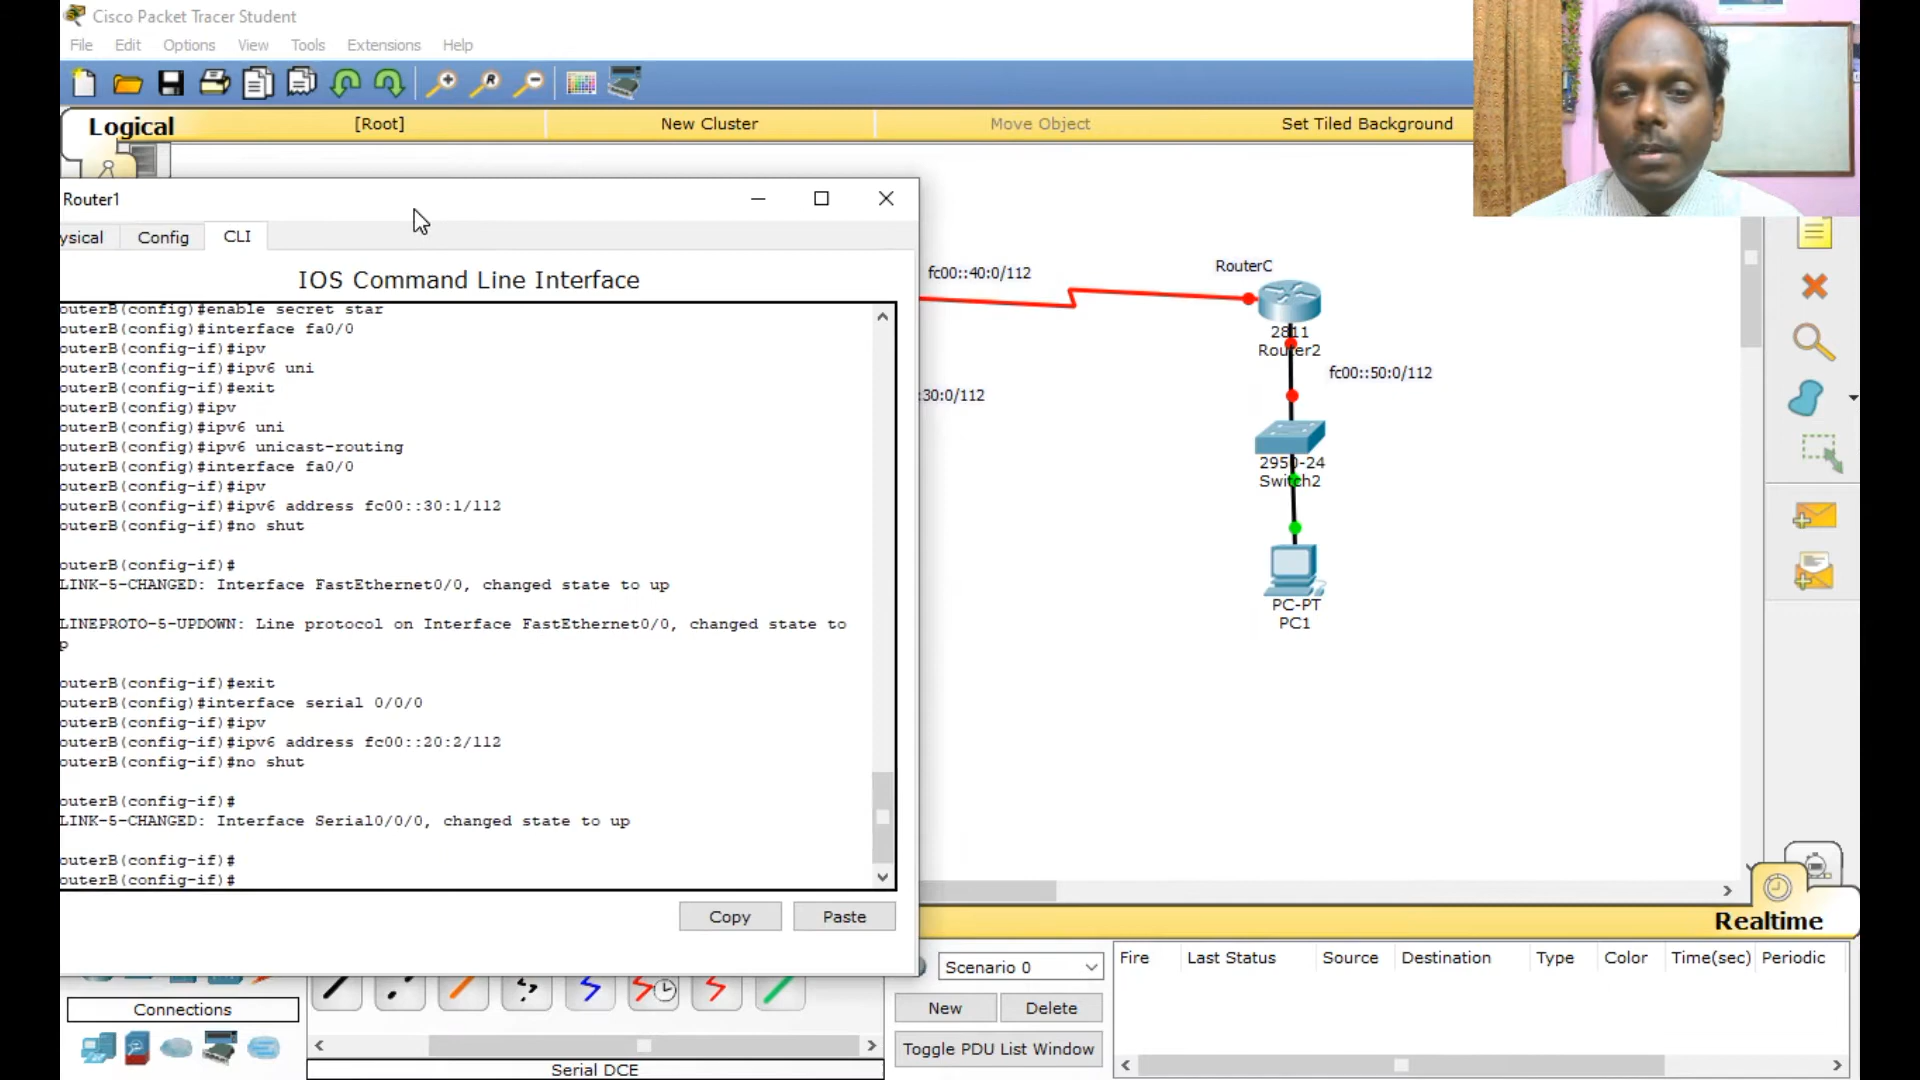 Cisco Packet Tracer Student
File Edit Options View Tools Extensions Help
Logical [Root] New Cluster Move Object Set Tiled Background
Router1
ysical Config CLI
IOS Command Line Interface
outerB(config)#enable secret star
outerB(config)#interface fa0/0
outerB(config-if)#ipv
outerB(config-if)#ipv6 uni
outerB(config-if)#exit
outerB(config)#ipv
outerB(config)#ipv6 uni
outerB(config)#ipv6 unicast-routing
outerB(config)#interface fa0/0
outerB(config-if)#ipv
outerB(config-if)#ipv6 address fc00::30:1/112
outerB(config-if)#no shut
outerB(config-if)#
LINK-5-CHANGED: Interface FastEthernet0/0, changed state to up
LINEPROTO-5-UPDOWN: Line protocol on Interface FastEthernet0/0, changed state to
p
outerB(config-if)#exit
outerB(config)#interface serial 0/0/0
outerB(config-if)#ipv
outerB(config-if)#ipv6 address fc00::20:2/112
outerB(config-if)#no shut
outerB(config-if)#
LINK-5-CHANGED: Interface Serial0/0/0, changed state to up
outerB(config-if)#
outerB(config-if)#
Copy Paste
fc00::40:0/112
RouterC
2811
Router2
fc00::50:0/112
:30:0/112
2950-24
Switch2
PC-PT
PC1
Realtime
Scenario 0
New Delete
Toggle PDU List Window
Fire Last Status Source Destination Type Color Time(sec) Periodic
Connections
Serial DCE